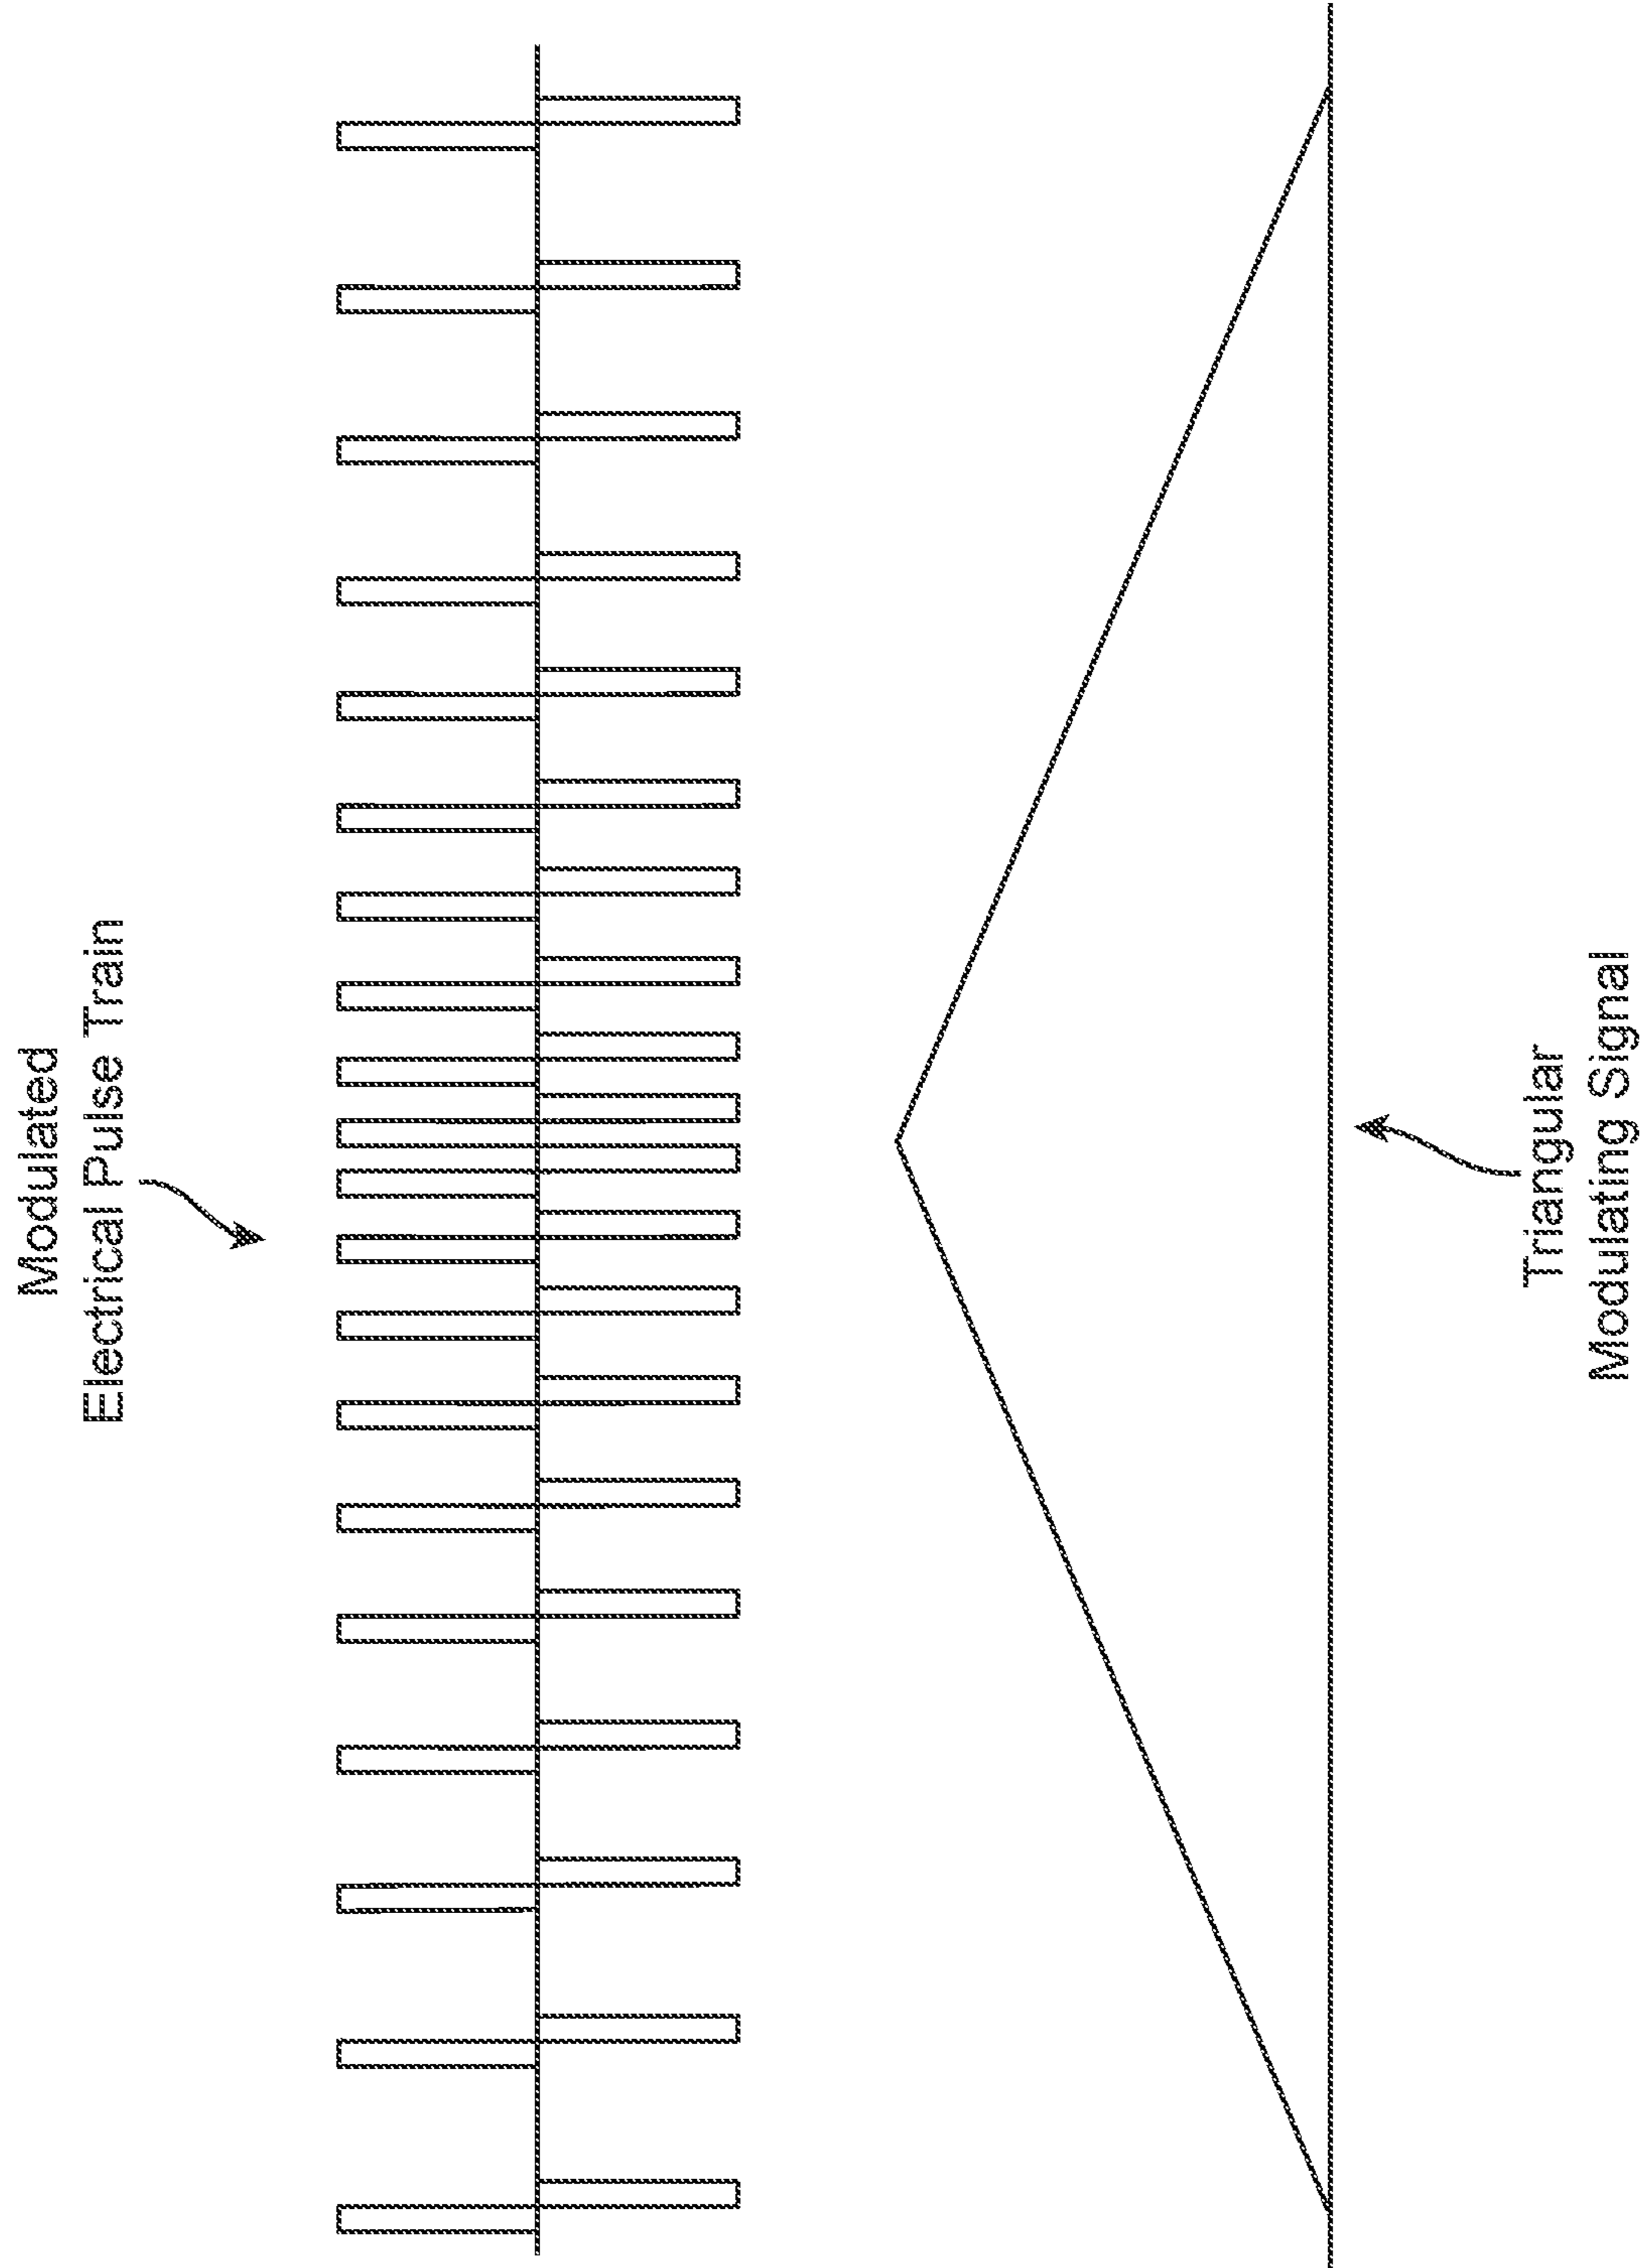 Modulated
Electrical Pulse Train
Triangular
Modulating Signal